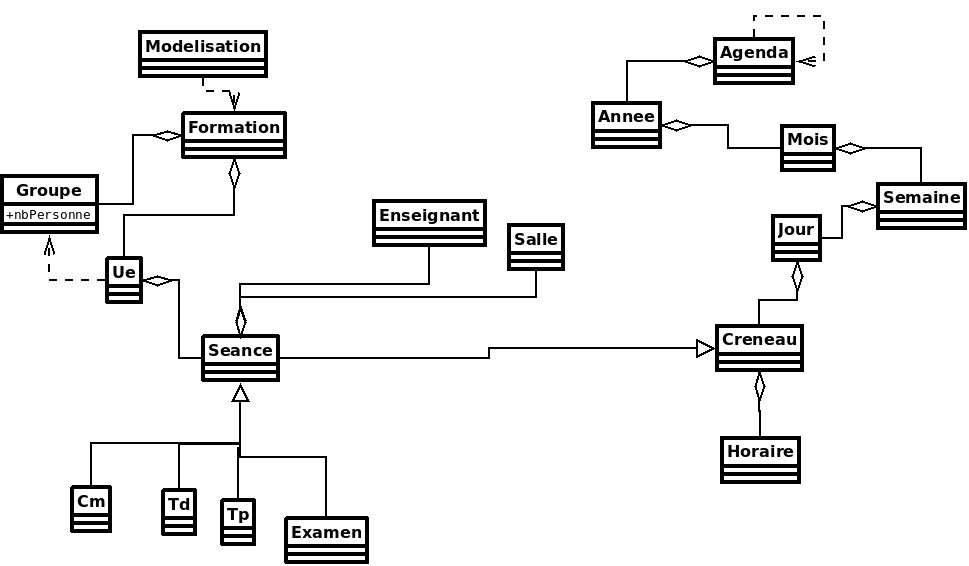 Modelisation
Agenda
Annee
Formation
Mois
Groupe
+nbPersonne
Semaine
Enseignant
Jour
Salle
Ue
Creneau
Seance
Horaire
Cm
Td
Tp
Examen